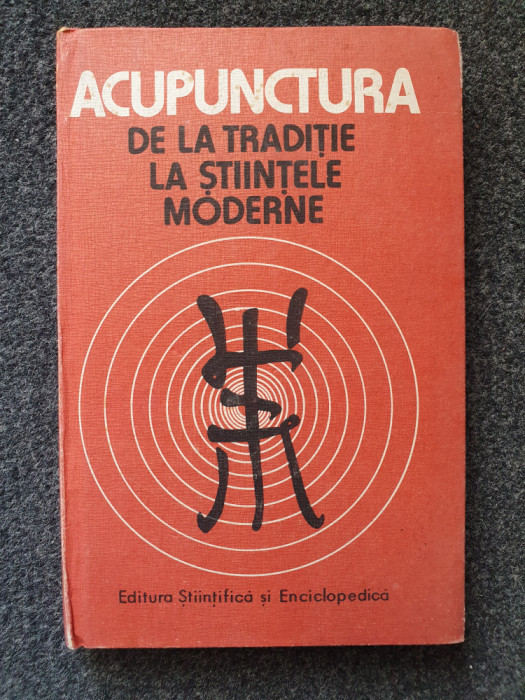 ACUPUNCTURA
DE LA TRADIȚIE
LA ȘTIINȚELE
MODERNE
Editura Științifică și Enciclopedică